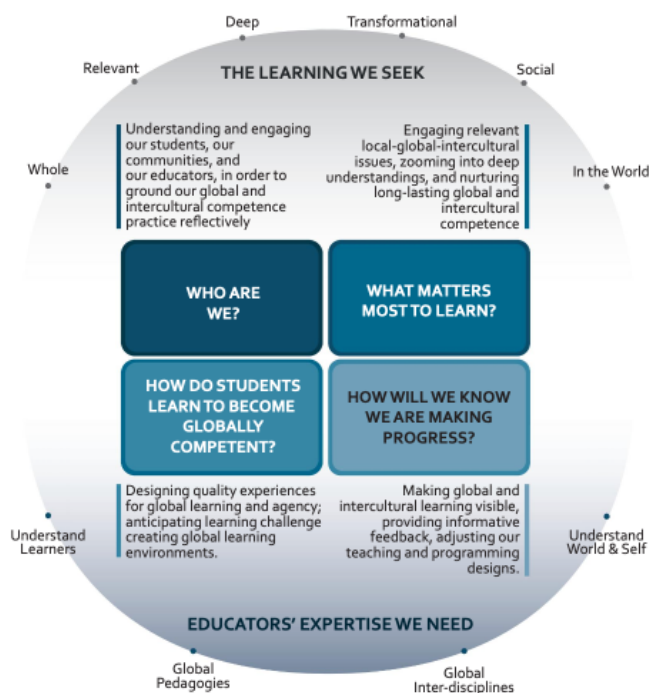 Deep
Transformational
Relevant
Social
THE LEARNING WE SEEK
Whole
In the World
Understanding and engaging
our students, our
communities, and
our educators, in order to
ground our global and
intercultural competence
practice reflectively
Engaging relevant
local-global-intercultural
issues, zooming into deep
understandings, and nurturing
long-lasting global and
intercultural
competence
WHO ARE
WE?
WHAT MATTERS
MOST TO LEARN?
HOW DO STUDENTS
LEARN TO BECOME
GLOBALLY
COMPETENT?
HOW WILL WE KNOW
WE ARE MAKING
PROGRESS?
Designing quality experiences
for global learning and agency;
anticipating learning challenge
creating global learning
environments.
Making global and
intercultural learning visible,
providing informative
feedback, adjusting our
teaching and programming
designs.
Understand
Learners
Understand
World & Self
EDUCATORS' EXPERTISE WE NEED
Global
Pedagogies
Global
Inter-disciplines